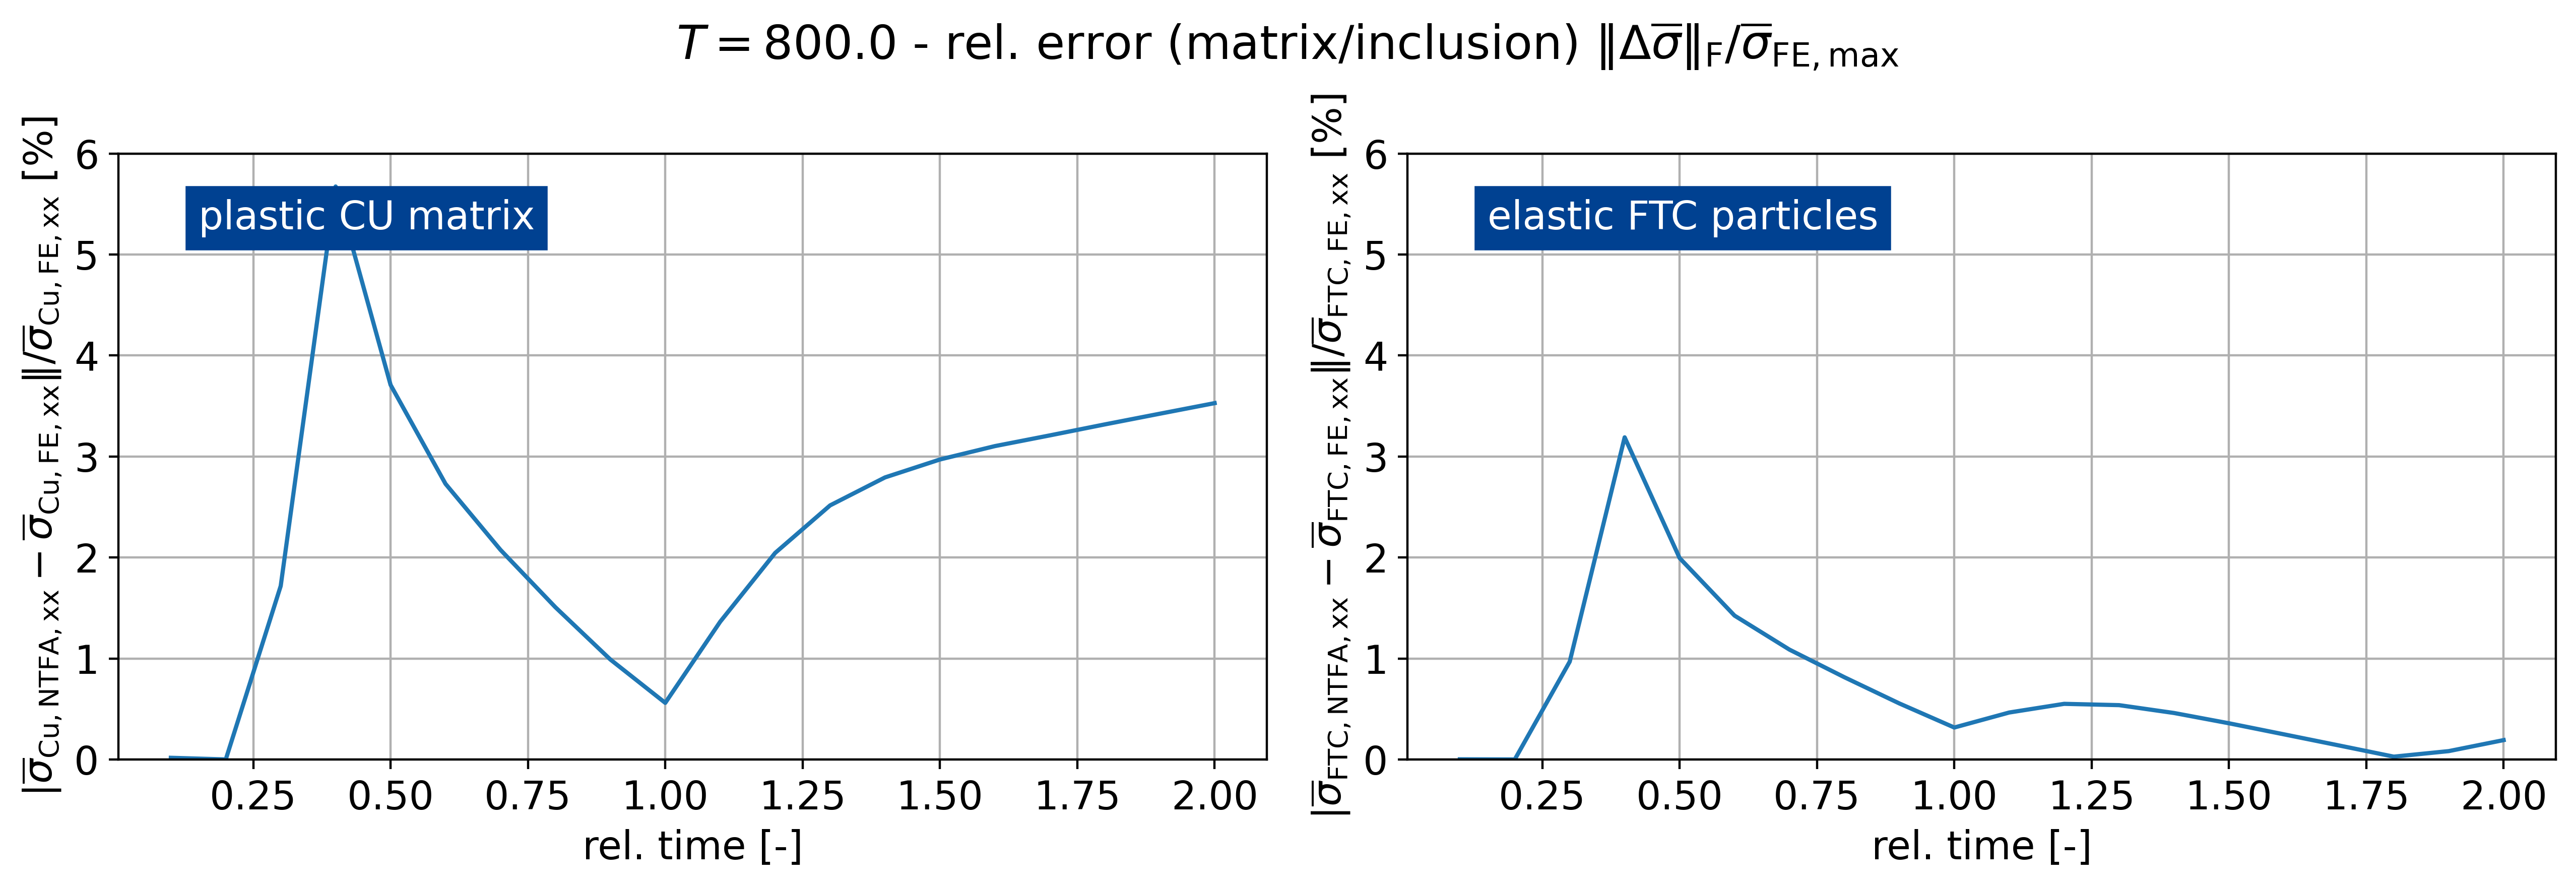 T = 800.0 - rel. error (matrix/inclusion) ‖Δσ̅‖F/σ̅FE, max
|σ̅Cu, NTFA, xx − σ̅Cu, FE, xx‖/σ̅Cu, FE, xx [%]
6
5
4
3
2
1
0
plastic CU matrix
0.25 0.50 0.75 1.00 1.25 1.50 1.75 2.00
rel. time [-]
|σ̅FTC, NTFA, xx − σ̅FTC, FE, xx‖/σ̅FTC, FE, xx [%]
6
5
4
3
2
1
0
elastic FTC particles
0.25 0.50 0.75 1.00 1.25 1.50 1.75 2.00
rel. time [-]